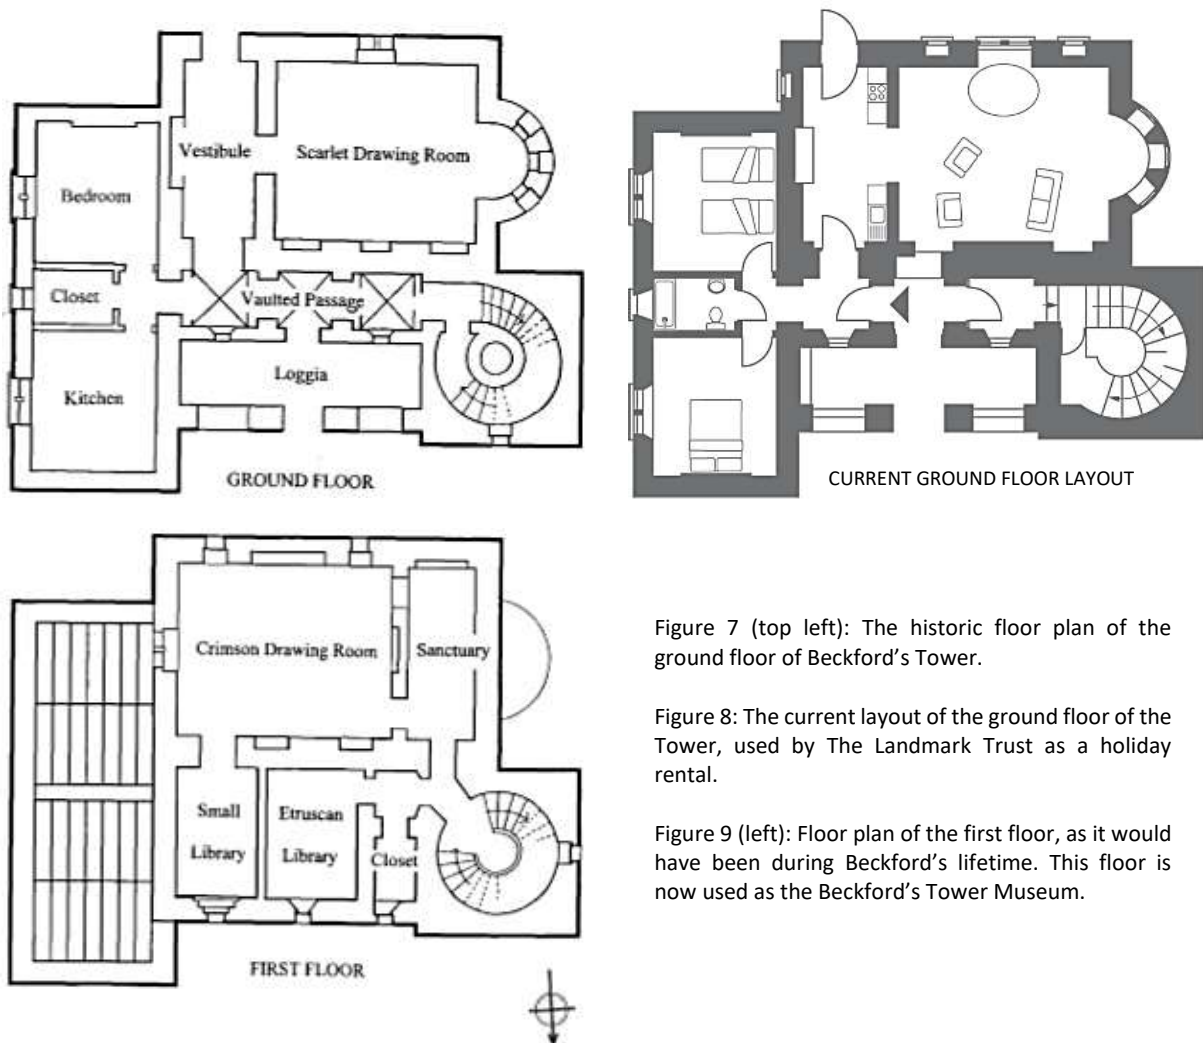 Vestibule
Scarlet Drawing Room
Bedroom
Closet
Vaulted Passage
Loggia
Kitchen
GROUND FLOOR
CURRENT GROUND FLOOR LAYOUT
Crimson Drawing Room
Sanctuary
Small
Library
Etruscan
Library
Closet
FIRST FLOOR
Figure 7 (top left): The historic floor plan of the
ground floor of Beckford’s Tower.
Figure 8: The current layout of the ground floor of the
Tower, used by The Landmark Trust as a holiday
rental.
Figure 9 (left): Floor plan of the first floor, as it would
have been during Beckford’s lifetime. This floor is
now used as the Beckford’s Tower Museum.